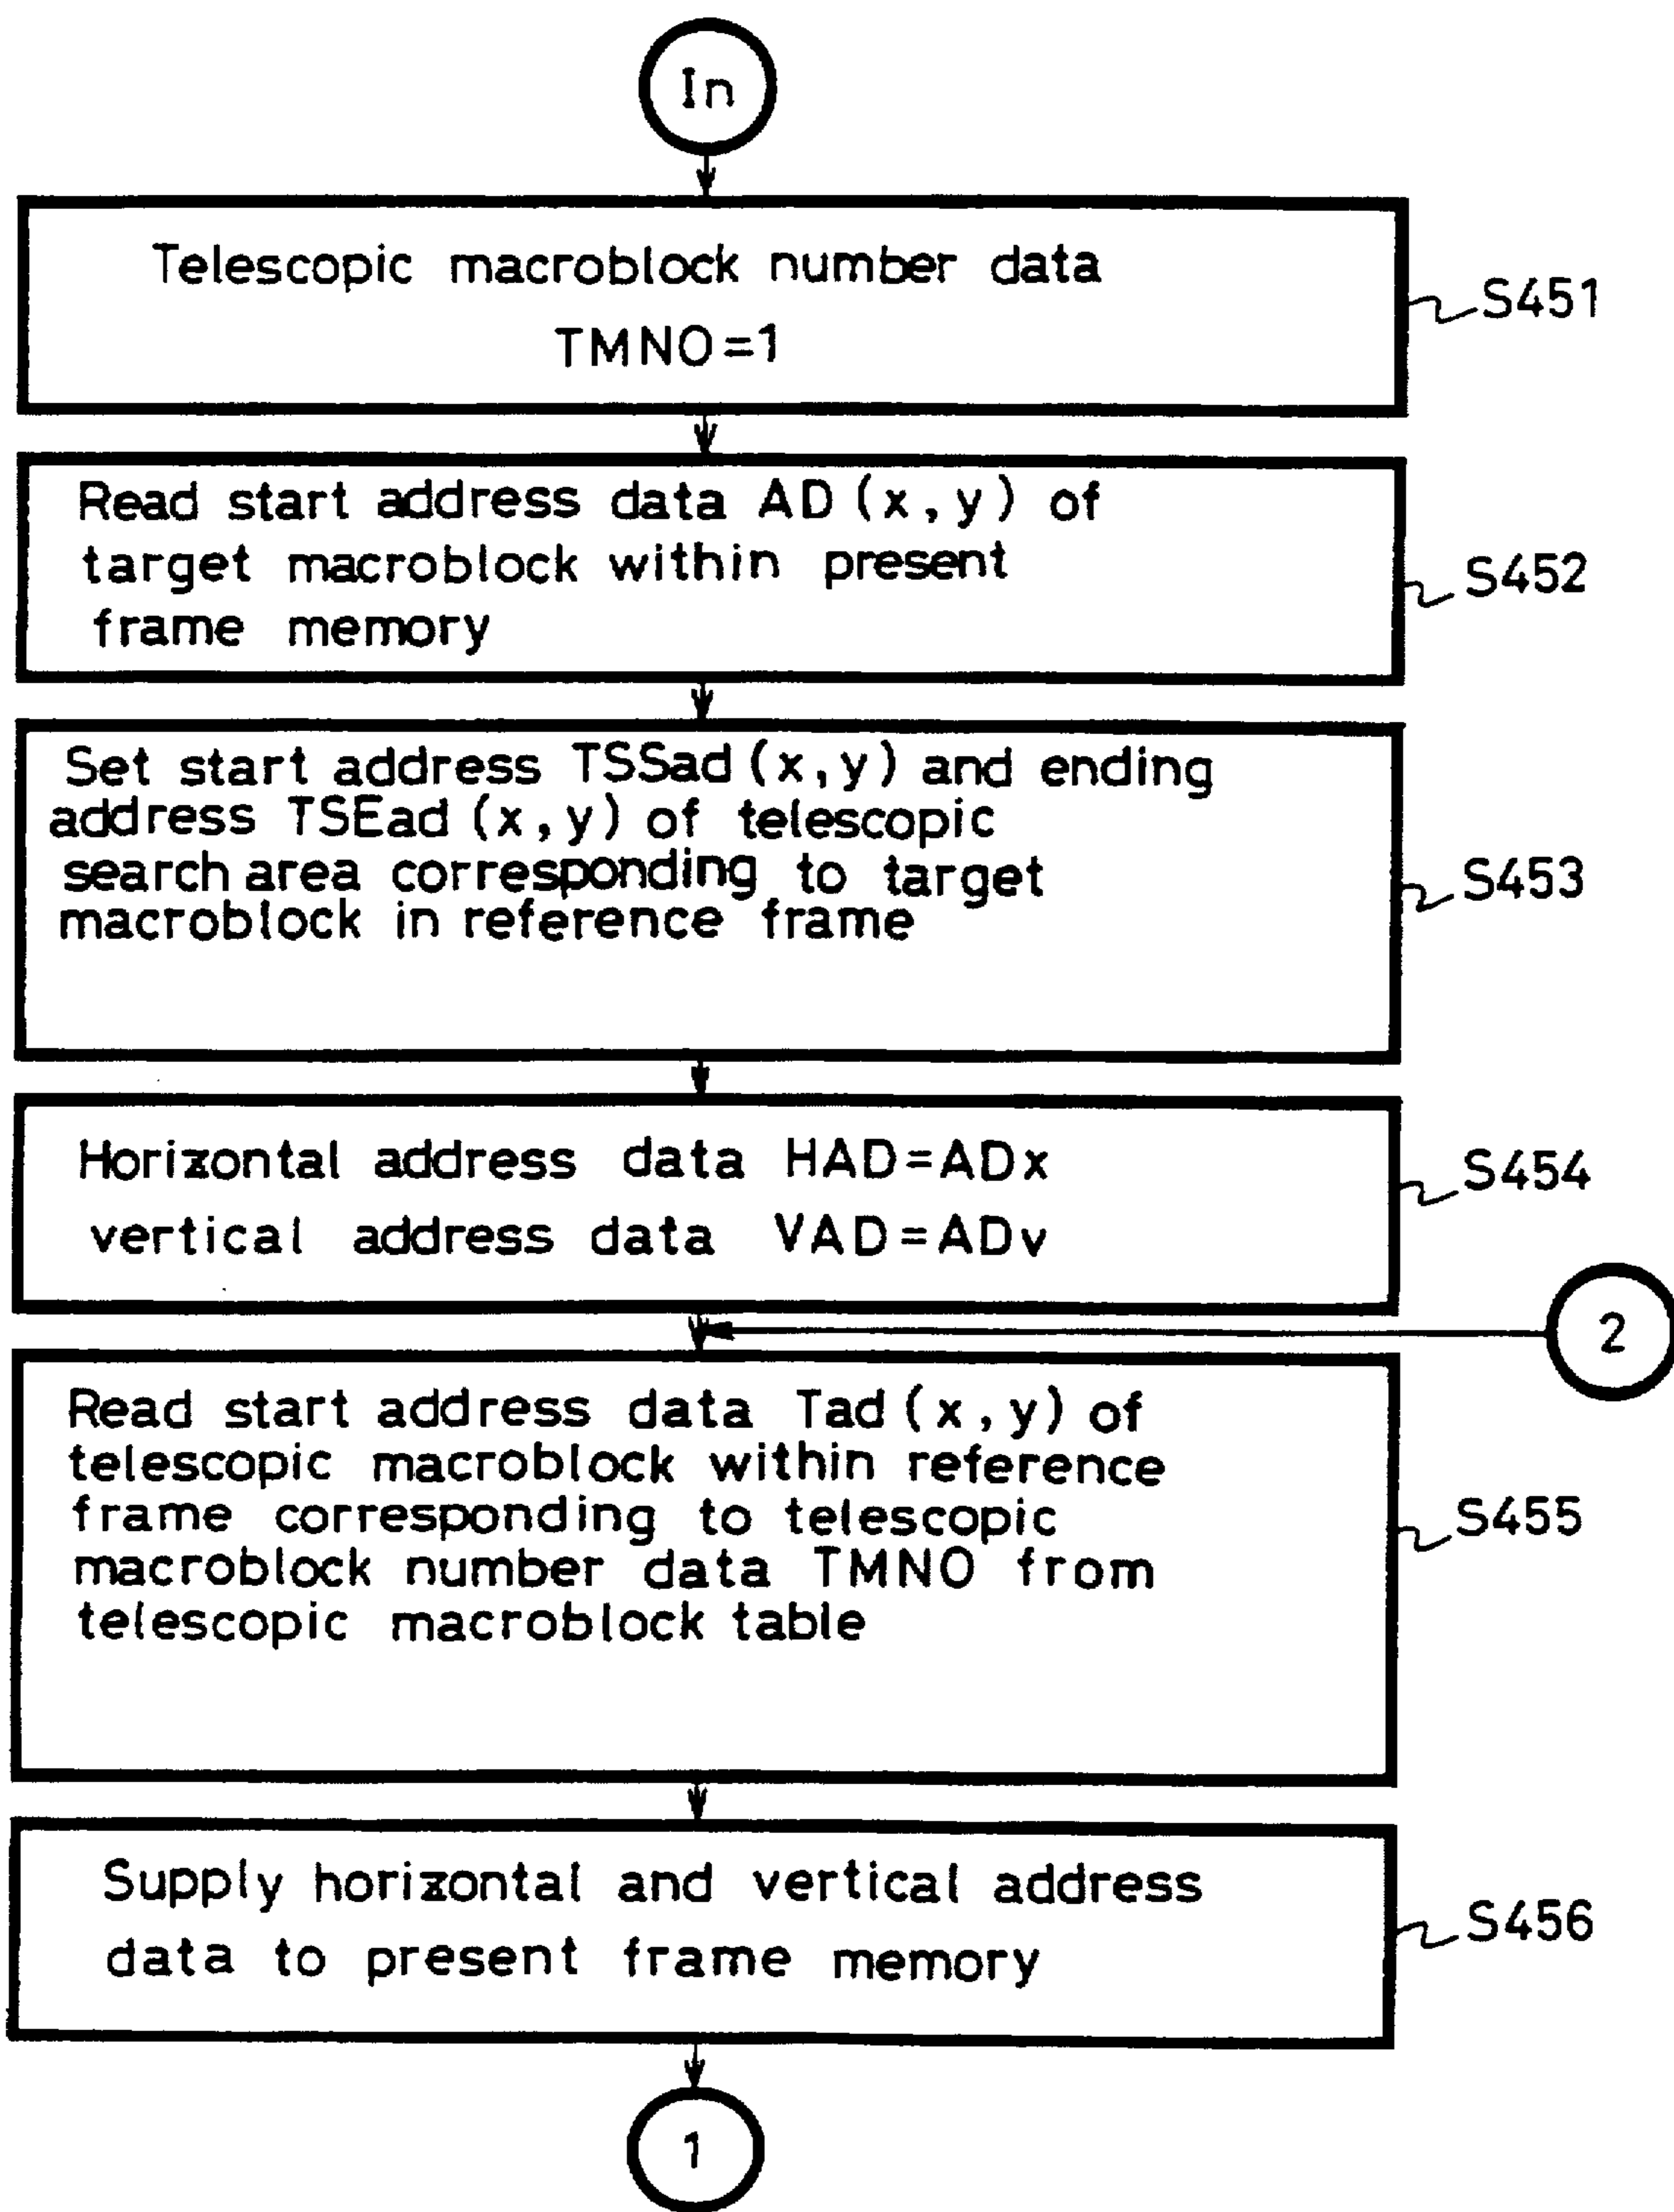 In
Telescopic macroblock number data
TMNO=1
S451
Read start address data AD (x, y) of
target macroblock within present
frame memory
S452
Set start address TSSad (x, y) and ending
address TSEad (x, y) of telescopic
search area corresponding to target
macroblock in reference frame
S453
Horizontal address data HAD=ADx
vertical address data VAD=ADv
S454
2
Read start address data Tad (x, y) of
telescopic macroblock within reference
frame corresponding to telescopic
macroblock number data TMNO from
telescopic macroblock table
S455
Supply horizontal and vertical address
data to present frame memory
S456
1